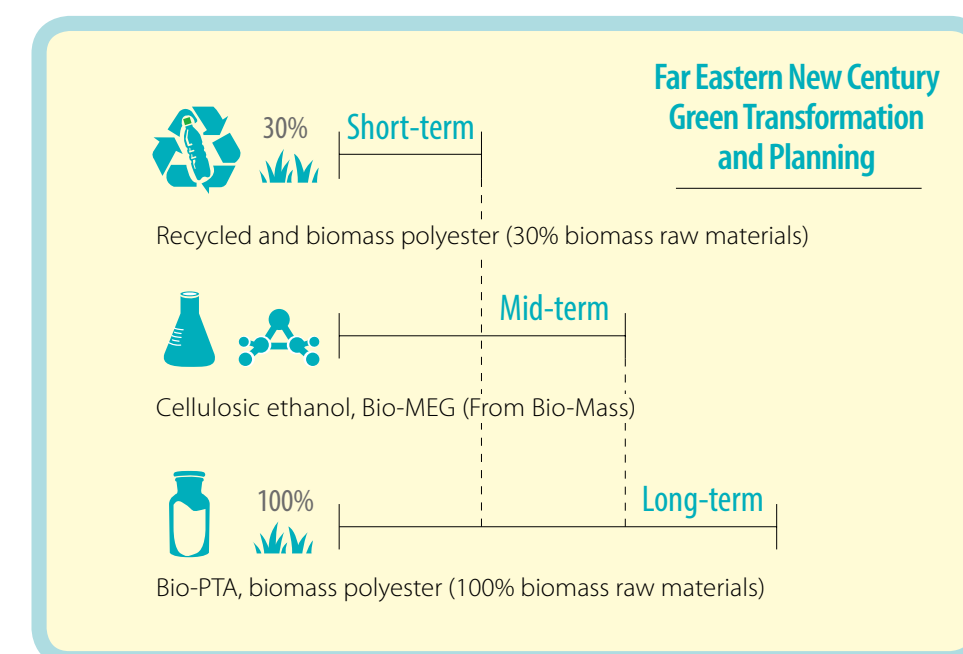 Far Eastern New Century
Green Transformation
and Planning
30%
Short-term
Recycled and biomass polyester (30% biomass raw materials)
Mid-term
Cellulosic ethanol, Bio-MEG (From Bio-Mass)
100%
Long-term
Bio-PTA, biomass polyester (100% biomass raw materials)